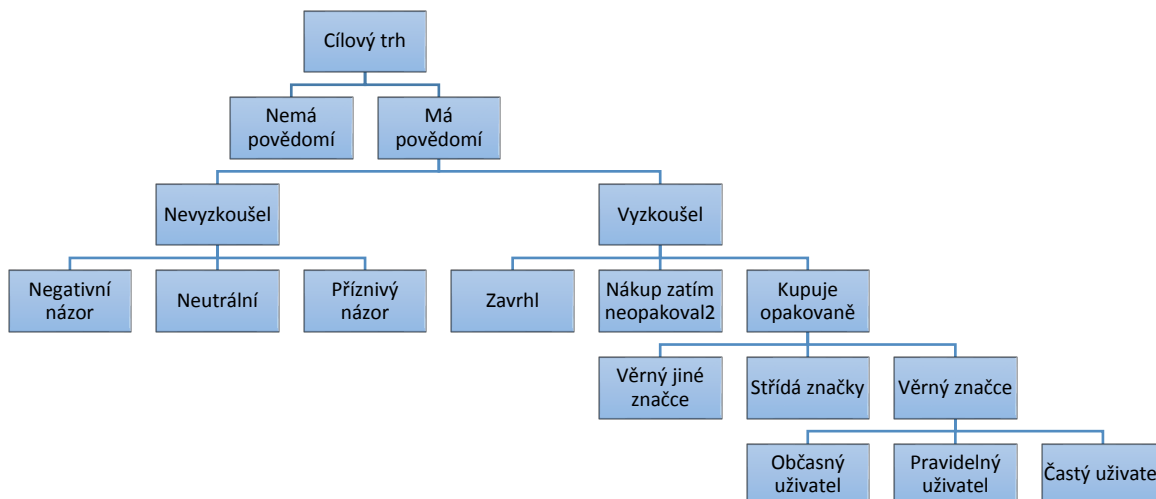 Cílový trh
Nemá
povědomí
Má
povědomí
Nevyzkoušel
Vyzkoušel
Negativní
názor
Neutrální
Příznivý
názor
Zavrhl
Nákup zatím
neopakoval2
Kupuje
opakovaně
Věrný jiné
značce
Střídá značky
Věrný značce
Občasný
uživatel
Pravidelný
uživatel
Častý uživate